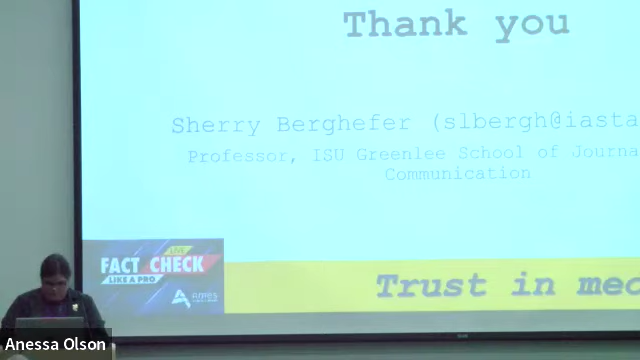 Thank you
Sherry Berghefer (slbergh@iasta
Professor, ISU Greenlee School of Journa
Communication
LIVE
FACT CHECK
LIKE A PRO
Trust in med
Anessa Olson